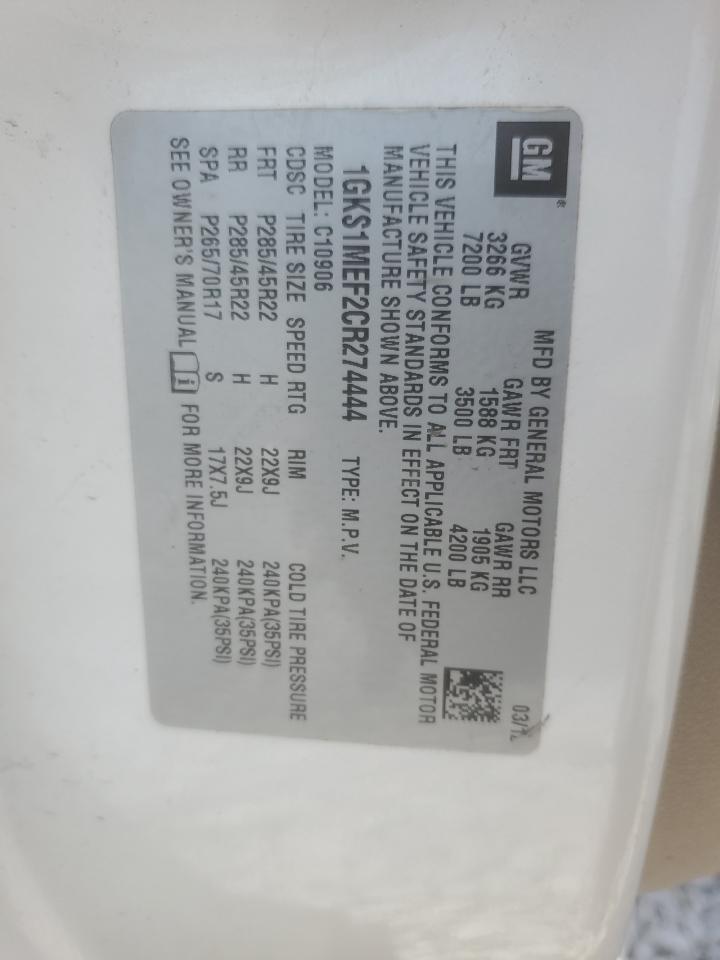 GM®
MFD BY GENERAL MOTORS LLC
GVWR GAWR FRT GAWR RR
3266 KG 1588 KG 1905 KG
7200 LB 3500 LB 4200 LB
THIS VEHICLE CONFORMS TO ALL APPLICABLE U.S. FEDERAL MOTOR
VEHICLE SAFETY STANDARDS IN EFFECT ON THE DATE OF
MANUFACTURE SHOWN ABOVE.
1GKS1MEF2CR274444 TYPE: M.P.V.
MODEL: C10906
CDSC TIRE SIZE SPEED RTG RIM COLD TIRE PRESSURE
FRT P285/45R22 H 22X9J 240KPA(35PSI)
RR P285/45R22 H 22X9J 240KPA(35PSI)
SPA P265/70R17 S 17X7.5J 240KPA(35PSI)
SEE OWNER'S MANUAL i FOR MORE INFORMATION.